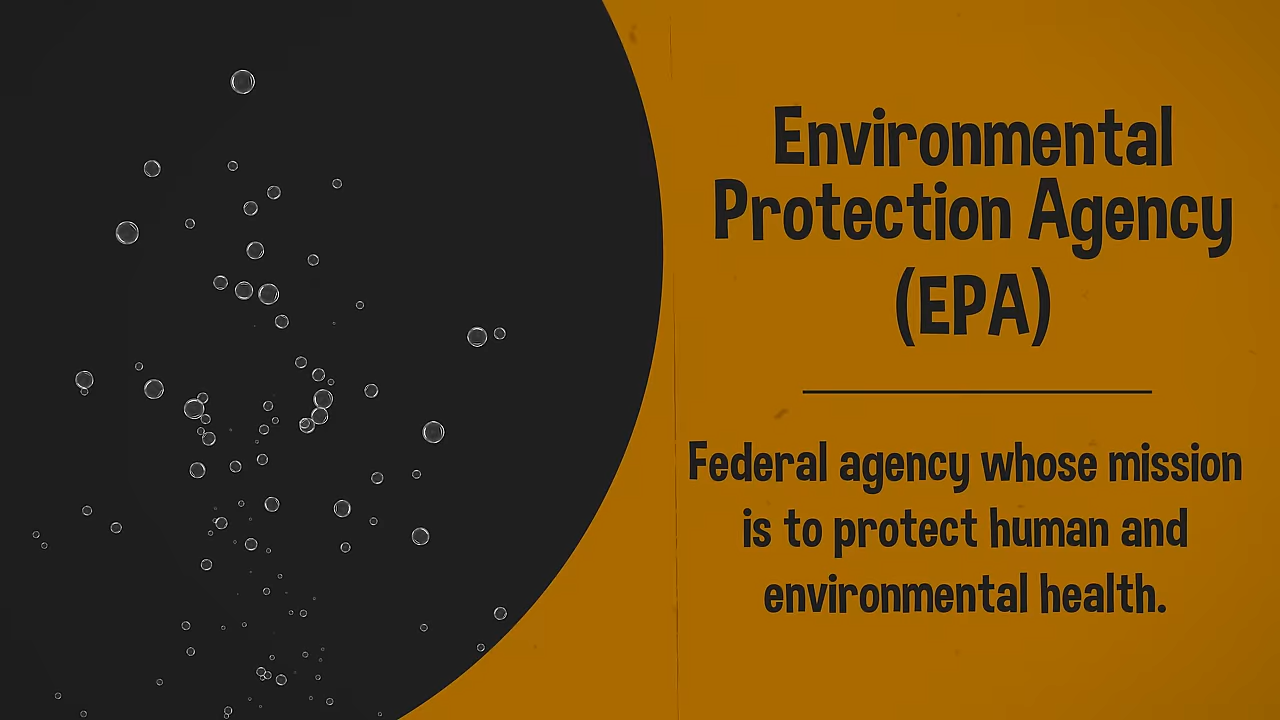 Environmental
Protection Agency
(EPA)
Federal agency whose mission
is to protect human and
environmental health.